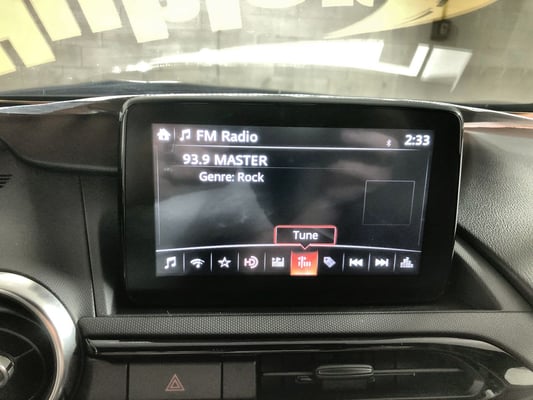 FM Radio
2:33
93.9 MASTER
Genre: Rock
Tune